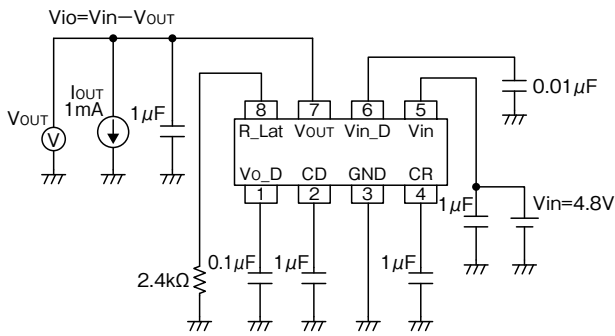 Vio=Vin−VOUT
VOUT
V
IOUT
1mA
1μF
8 7 6 5
R_Lat VOUT Vin_D Vin
VO_D CD GND CR
1 2 3 4
0.01μF
2.4kΩ
0.1μF
1μF
1μF
1μF
Vin=4.8V